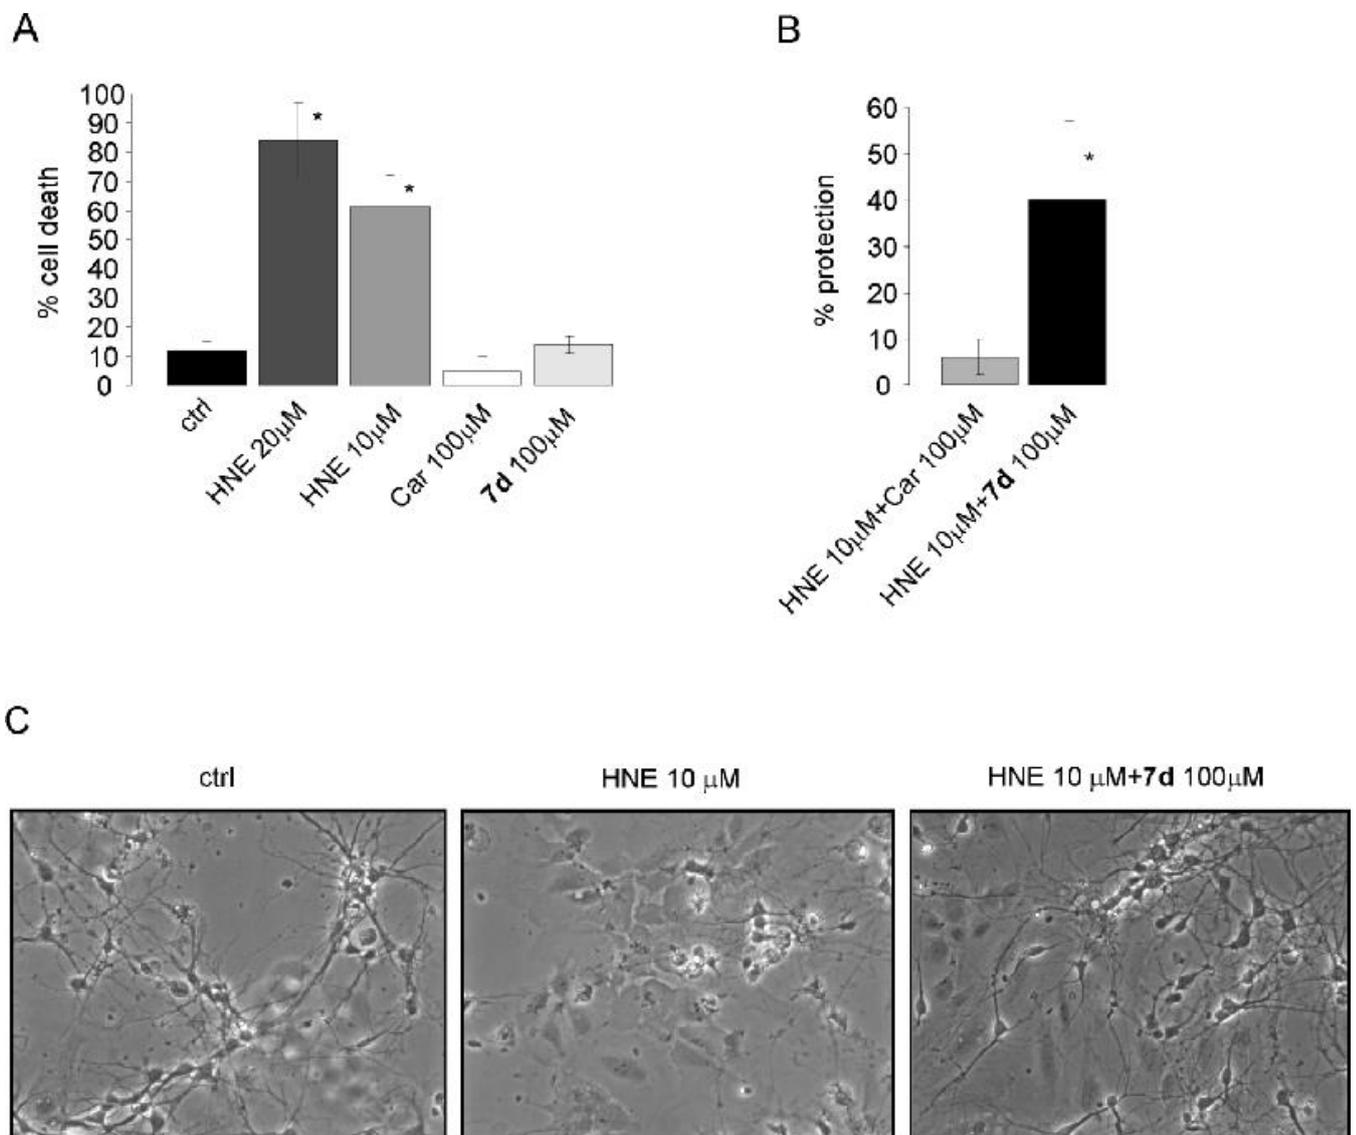 A
B
% cell death
100
90
80
70
60
50
40
30
20
10
0
*
*
ctrl
HNE 20µM
HNE 10µM
Car 100µM
7d 100µM
% protection
60
50
40
30
20
10
0
*
HNE 10µM+Car 100µM
HNE 10µM+7d 100µM
C
ctrl
HNE 10 µM
HNE 10 µM+7d 100µM